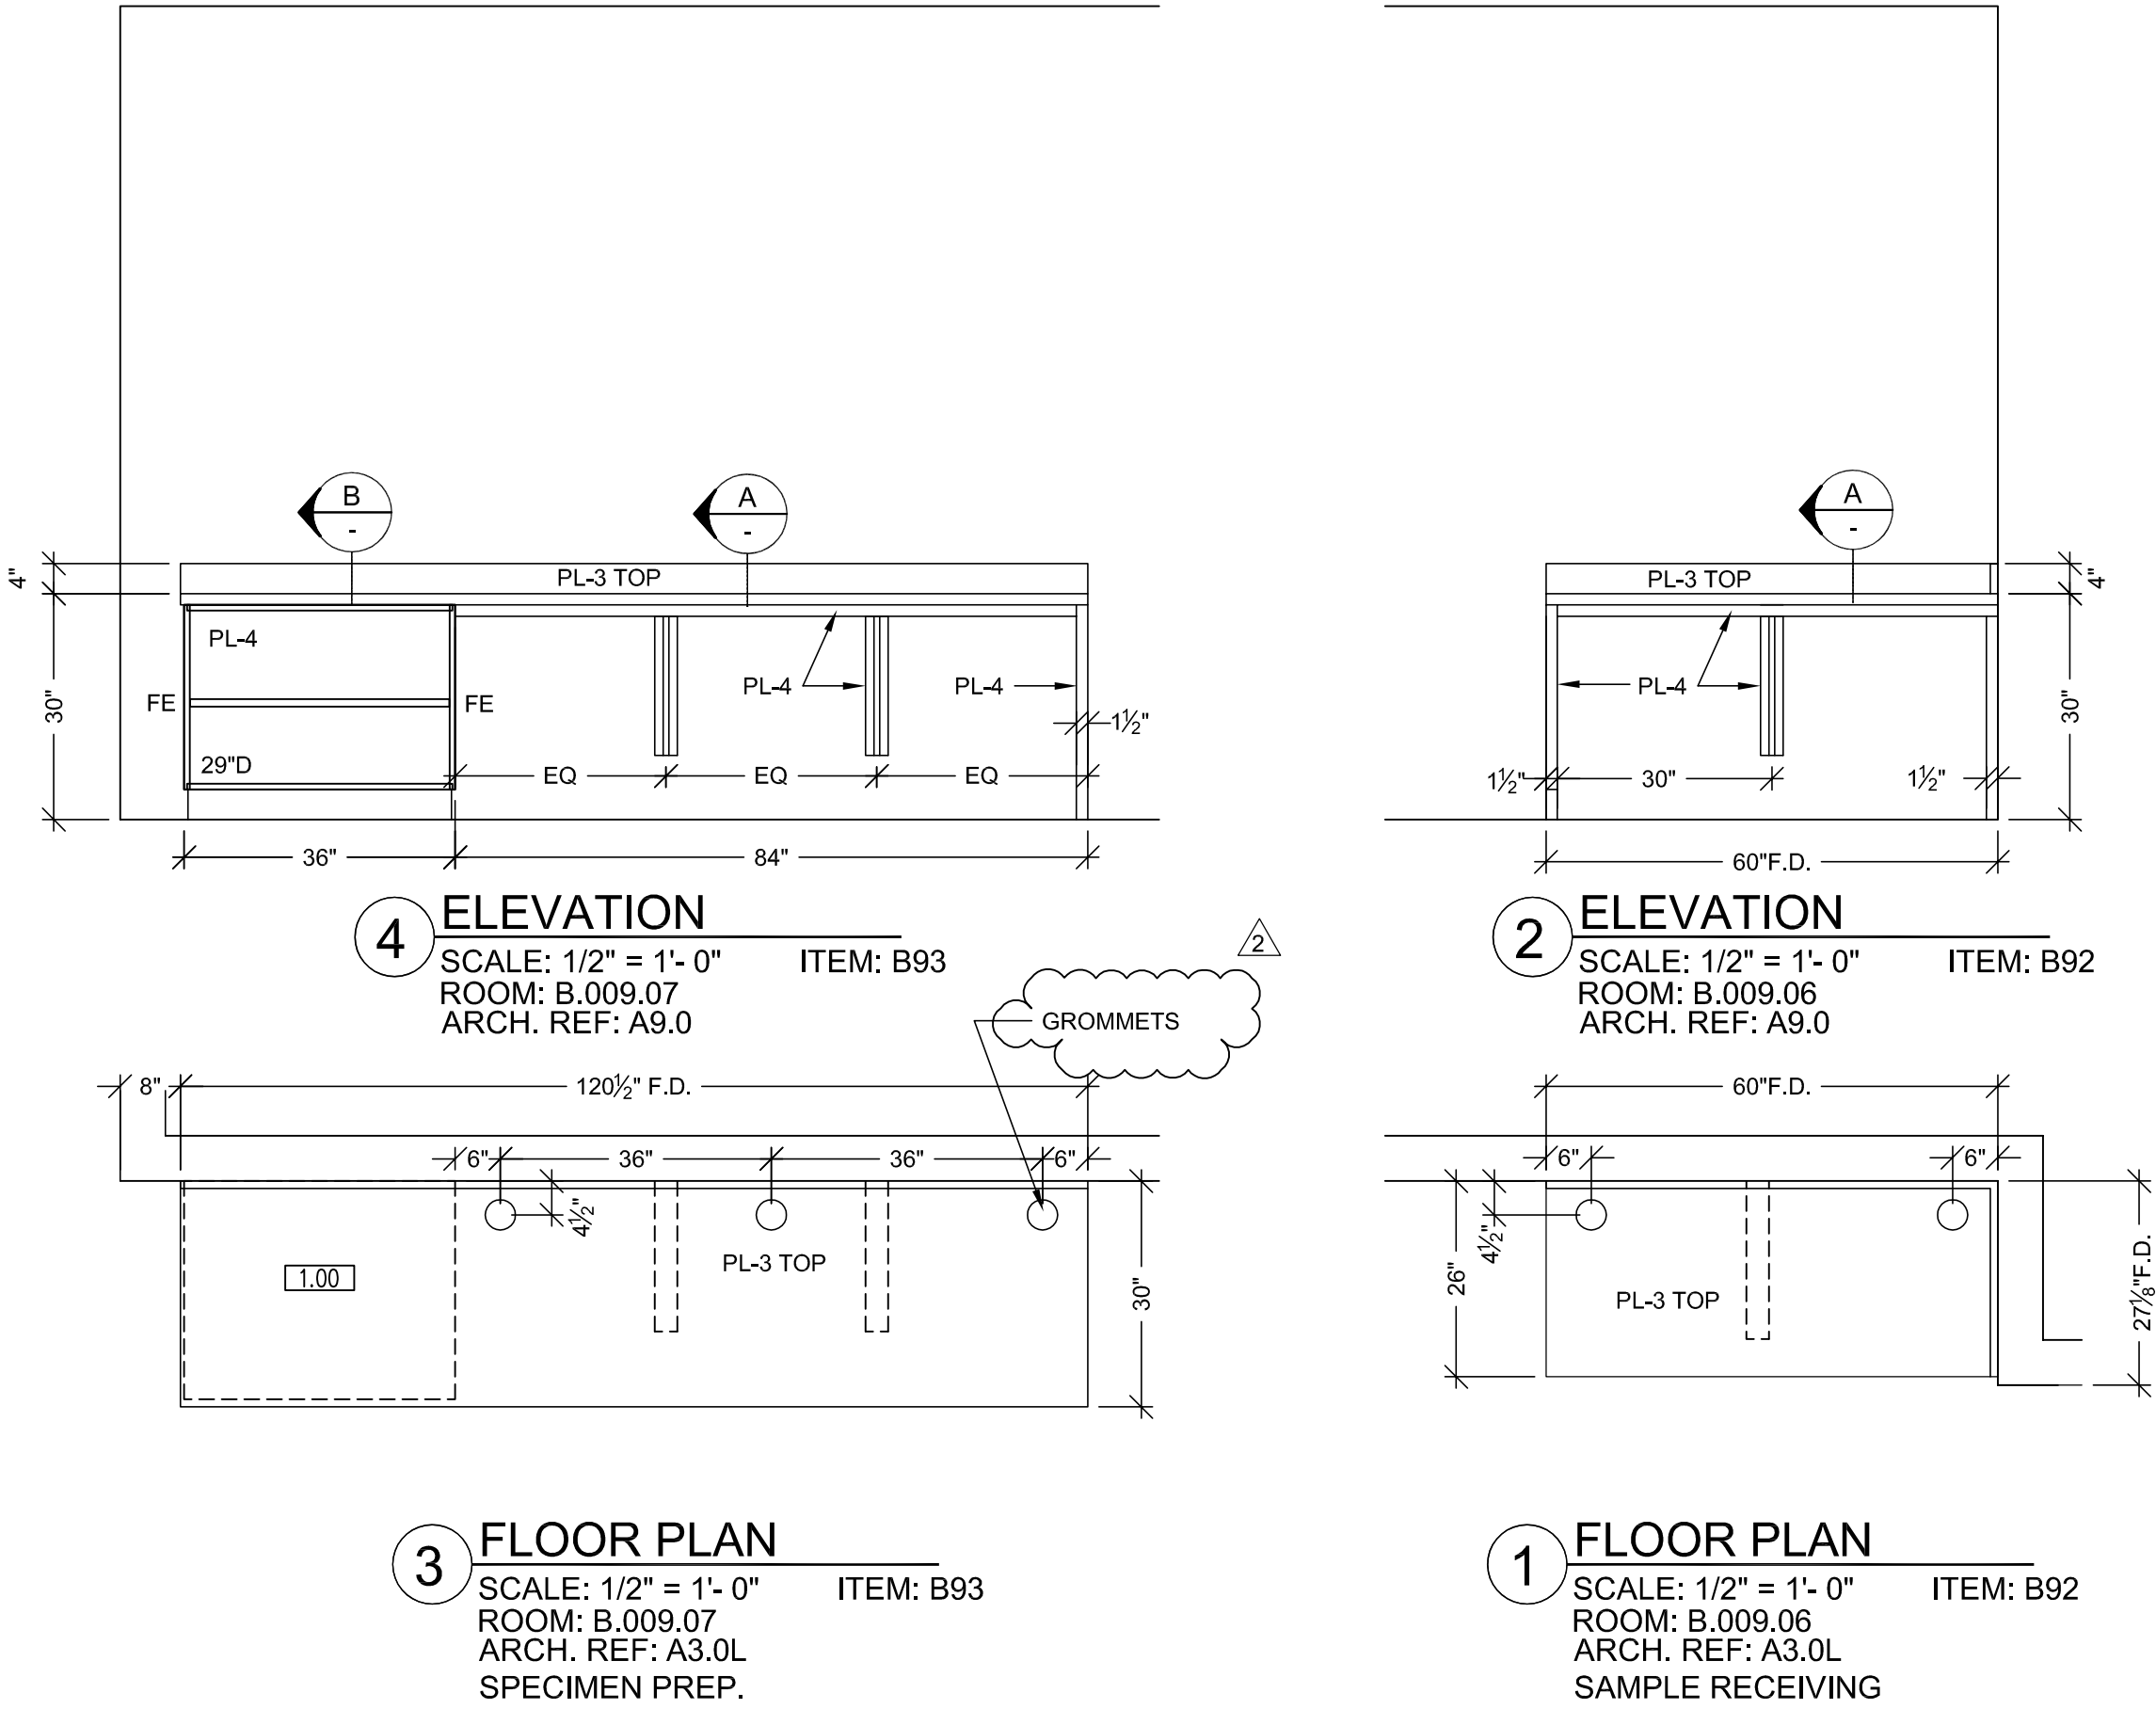 B
-
A
-
4"
PL-3 TOP
PL-4
FE
FE
30"
29"D
PL-4
PL-4
1½"
EQ
EQ
EQ
36"
84"
4
ELEVATION
SCALE: 1/2" = 1'- 0" ITEM: B93
ROOM: B.009.07
ARCH. REF: A9.0
A
-
PL-3 TOP
4"
PL-4
30"
1½"
30"
1½"
60"F.D.
2
ELEVATION
SCALE: 1/2" = 1'- 0" ITEM: B92
ROOM: B.009.06
ARCH. REF: A9.0
2
GROMMETS
8"
120½" F.D.
6"
36"
36"
6"
4½"
PL-3 TOP
1.00
30"
3
FLOOR PLAN
SCALE: 1/2" = 1'- 0" ITEM: B93
ROOM: B.009.07
ARCH. REF: A3.0L
SPECIMEN PREP.
60"F.D.
6"
6"
4½"
26"
PL-3 TOP
27⅛"F.D.
1
FLOOR PLAN
SCALE: 1/2" = 1'- 0" ITEM: B92
ROOM: B.009.06
ARCH. REF: A3.0L
SAMPLE RECEIVING